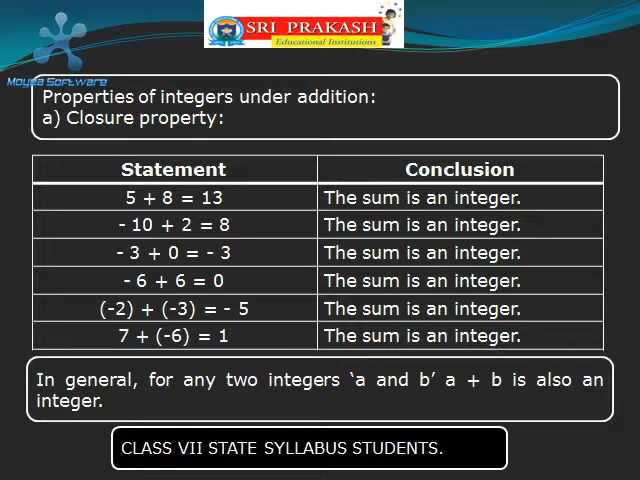 SRI PRAKASH
Educational Institutions
Moyea Software
Properties of integers under addition:
a) Closure property:
Statement Conclusion
5 + 8 = 13 The sum is an integer.
- 10 + 2 = 8 The sum is an integer.
- 3 + 0 = - 3 The sum is an integer.
- 6 + 6 = 0 The sum is an integer.
(-2) + (-3) = - 5 The sum is an integer.
7 + (-6) = 1 The sum is an integer.
In general, for any two integers ‘a and b’ a + b is also an
integer.
CLASS VII STATE SYLLABUS STUDENTS.